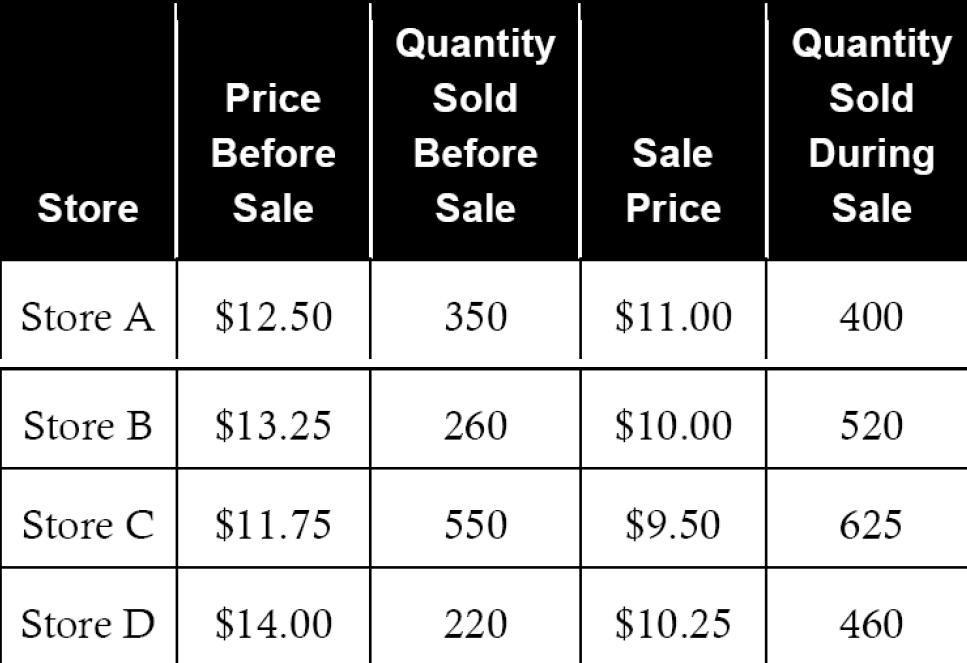 Store | Price Before Sale | Quantity Sold Before Sale | Sale Price | Quantity Sold During Sale
Store A | $12.50 | 350 | $11.00 | 400
Store B | $13.25 | 260 | $10.00 | 520
Store C | $11.75 | 550 | $9.50 | 625
Store D | $14.00 | 220 | $10.25 | 460